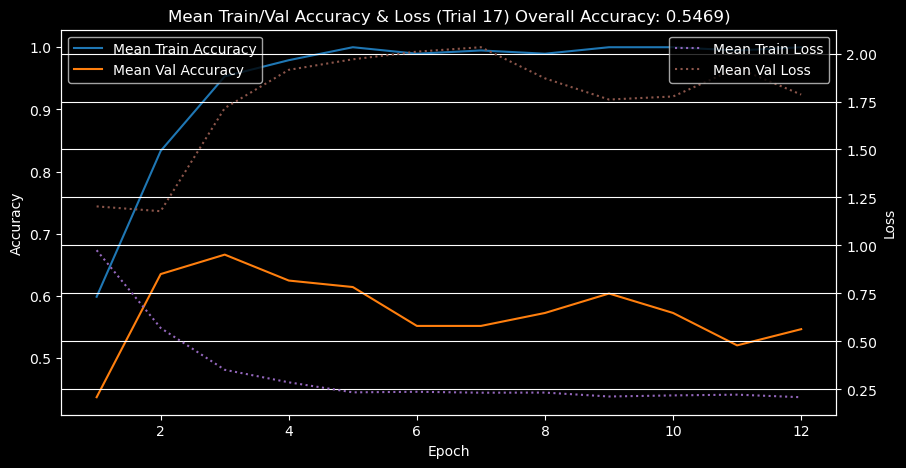 Mean Train/Val Accuracy & Loss (Trial 17) Overall Accuracy: 0.5469)
Mean Train Accuracy
Mean Val Accuracy
Mean Train Loss
Mean Val Loss
Accuracy
1.0
0.9
0.8
0.7
0.6
0.5
2.00
1.75
1.50
1.25
1.00
0.75
0.50
0.25
Loss
2 4 6 8 10 12
Epoch